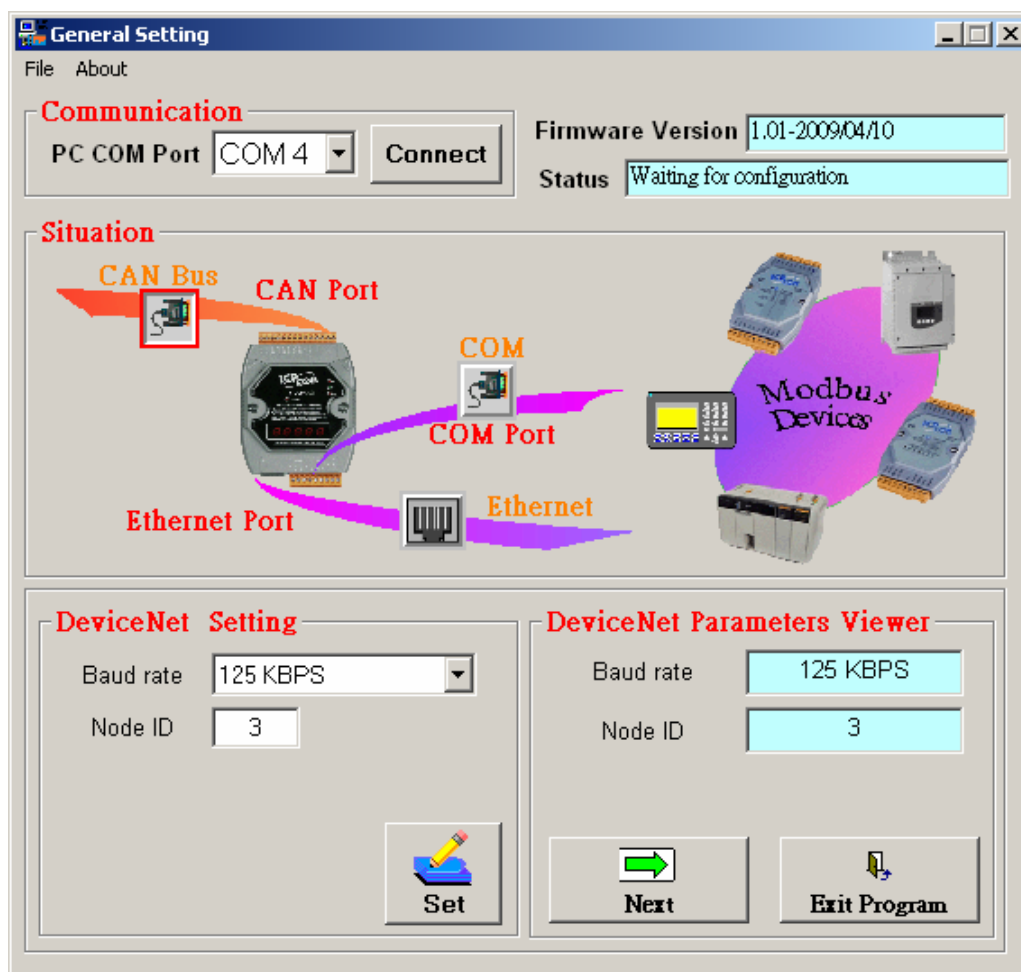 General Setting
File About
Communication
PC COM Port COM 4 Connect
Firmware Version 1.01-2009/04/10
Status Waiting for configuration
Situation
CAN Bus
CAN Port
COM
COM Port
Modbus
Devices
Ethernet Port
Ethernet
DeviceNet Setting
Baud rate 125 KBPS
Node ID 3
Set
DeviceNet Parameters Viewer
Baud rate 125 KBPS
Node ID 3
Next
Exit Program